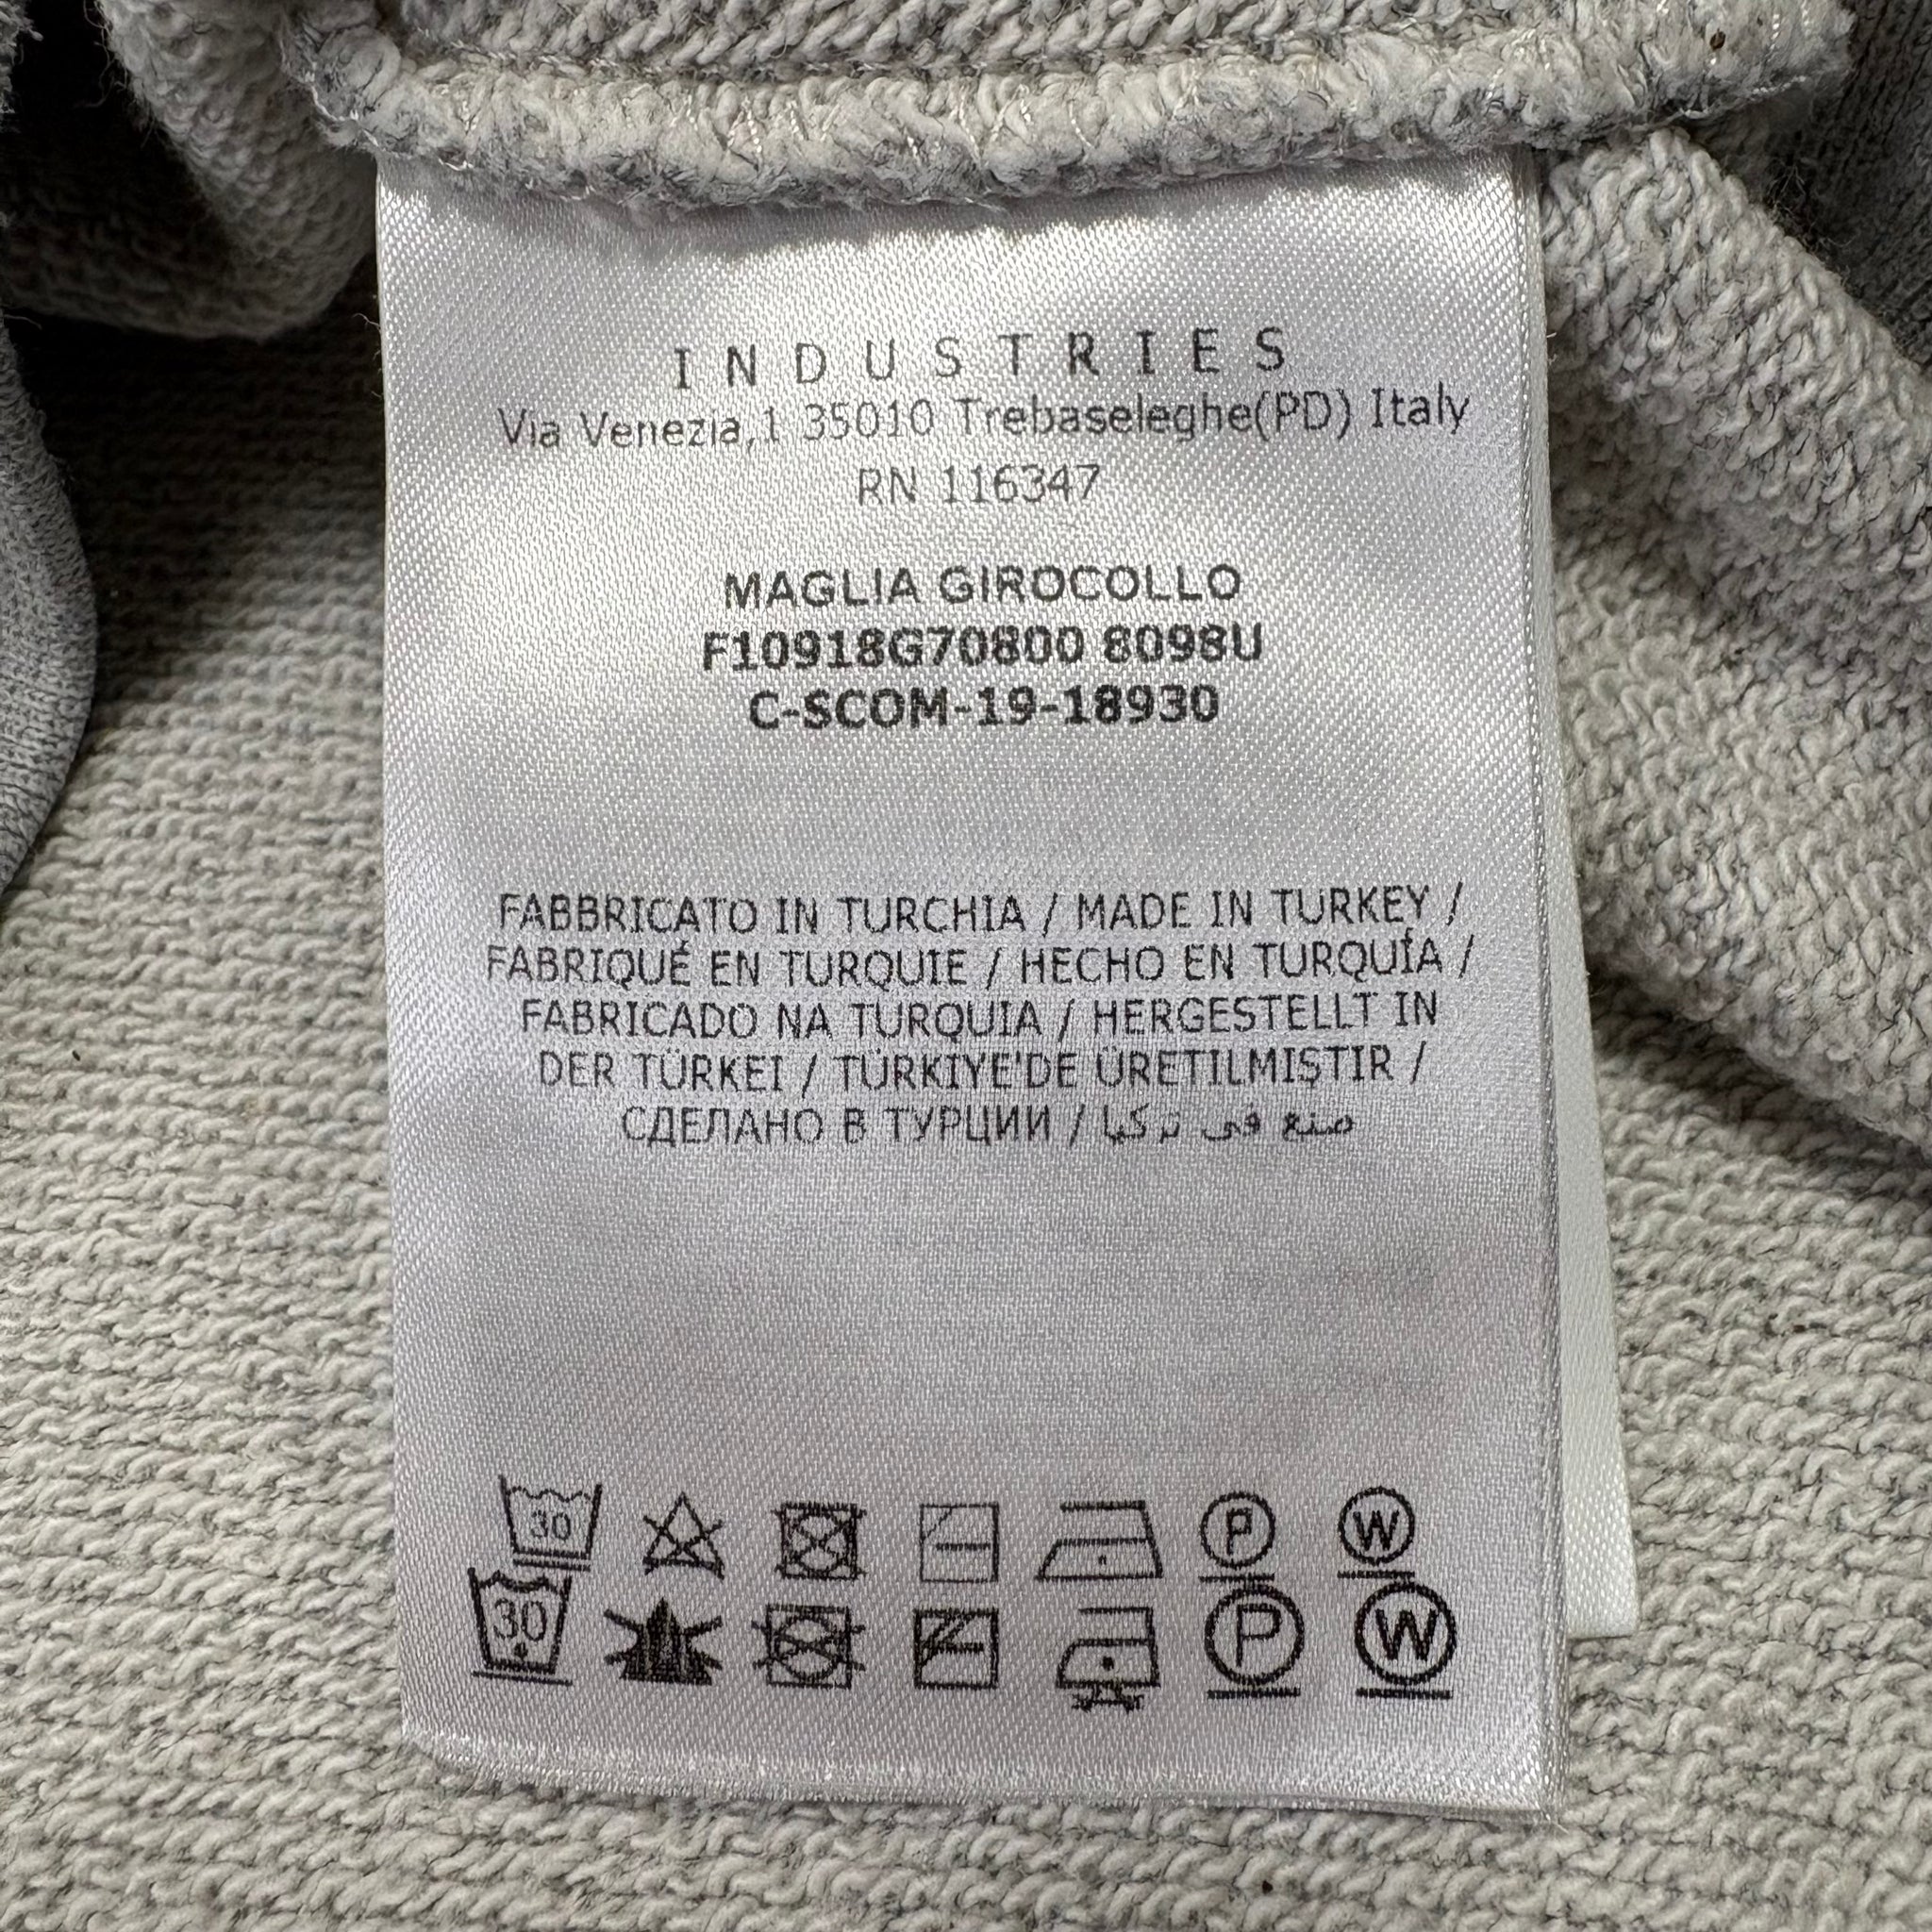 INDUSTRIES
Via Venezia,1 35010 Trebaseleghe(PD) Italy
RN 116347
MAGLIA GIROCOLLO
F10918G70800 8098U
C-SCOM-19-18930
FABBRICATO IN TURCHIA / MADE IN TURKEY /
FABRIQUÉ EN TURQUIE / HECHO EN TURQUÍA /
FABRICADO NA TURQUIA / HERGESTELLT IN
DER TÜRKEI / TÜRKIYE'DE ÜRETILMIŞTIR /
СДЕЛАНО В ТУРЦИИ / صنع في تركيا
30 P W
30 P W